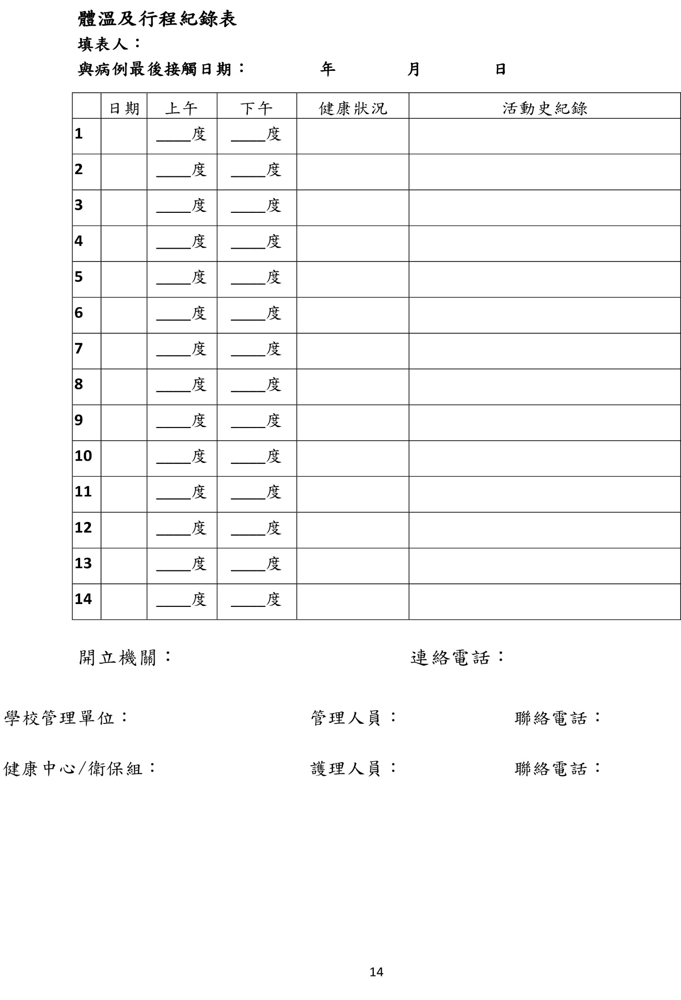 體溫及行程紀錄表
填表人：
與病例最後接觸日期： 年 月 日
日期 上午 下午 健康狀況 活動史紀錄
1 ____度 ____度
2 ____度 ____度
3 ____度 ____度
4 ____度 ____度
5 ____度 ____度
6 ____度 ____度
7 ____度 ____度
8 ____度 ____度
9 ____度 ____度
10 ____度 ____度
11 ____度 ____度
12 ____度 ____度
13 ____度 ____度
14 ____度 ____度
開立機關： 連絡電話：
學校管理單位： 管理人員： 聯絡電話：
健康中心/衛保組： 護理人員： 聯絡電話：
14